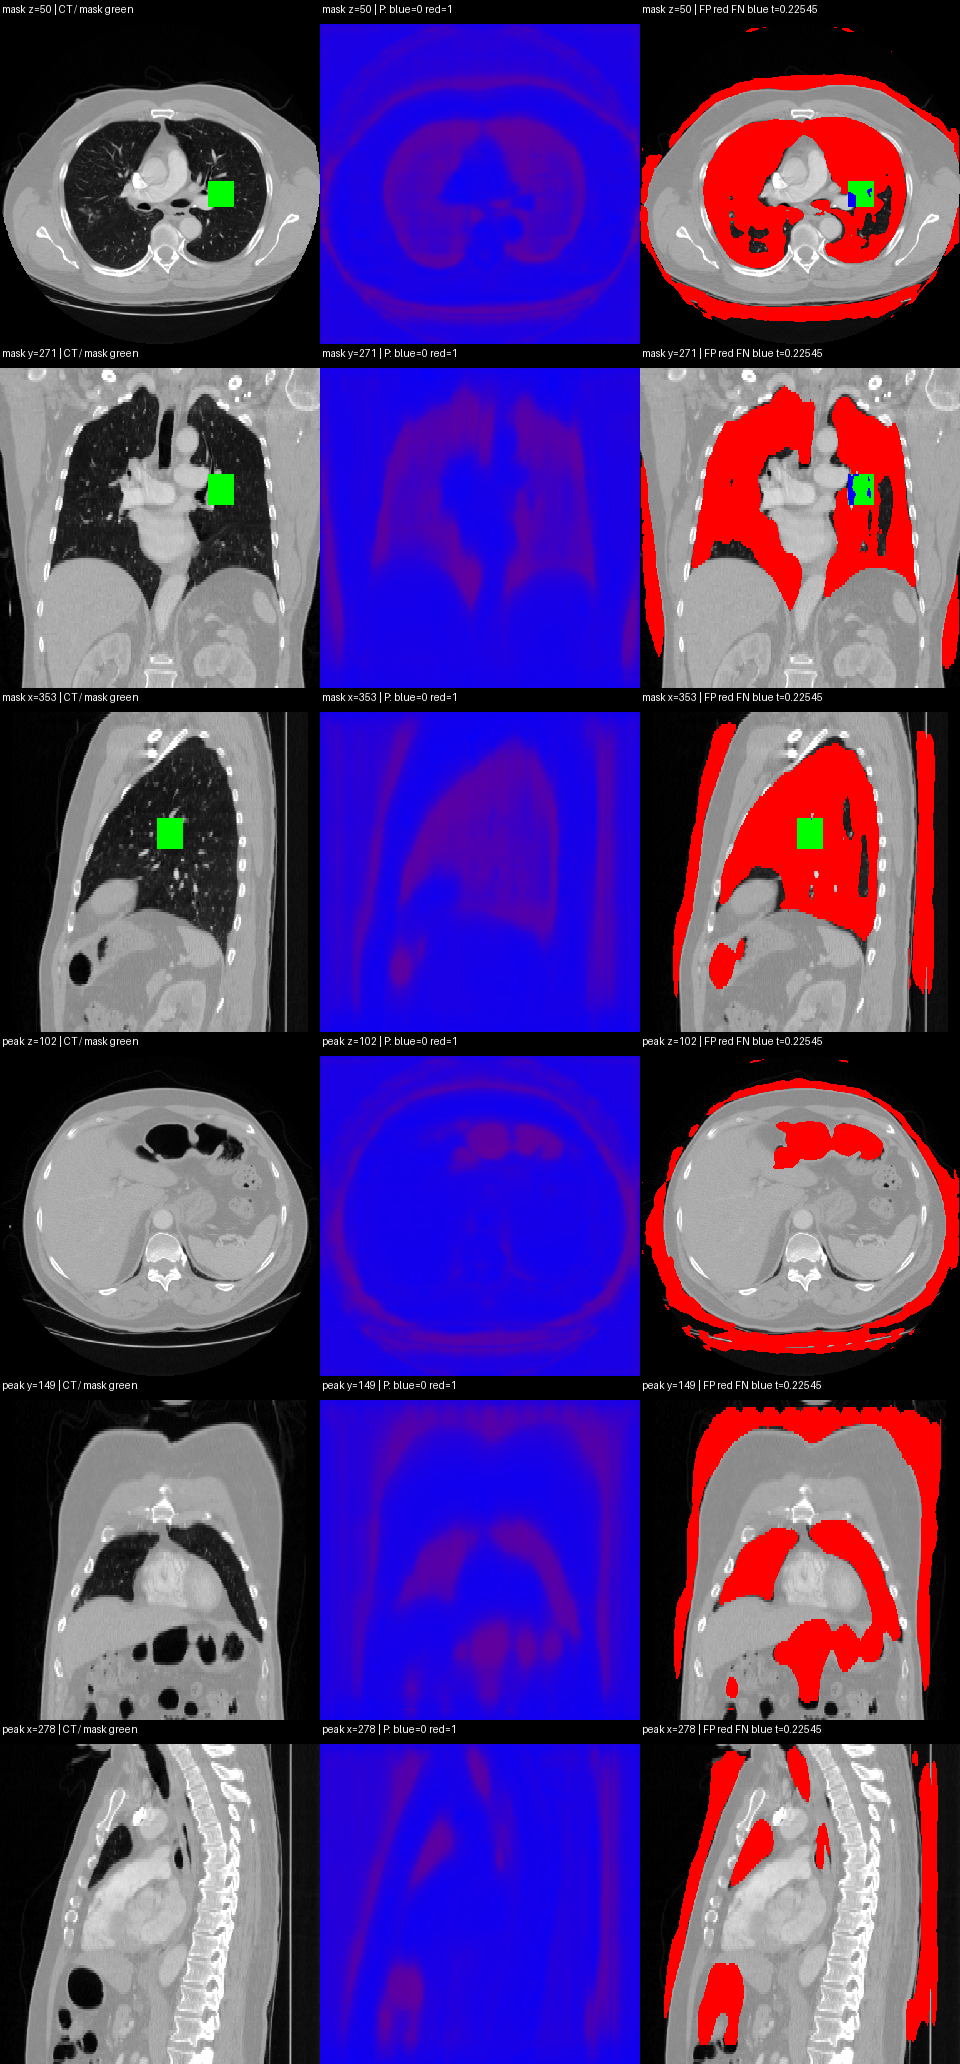 mask z=50 | CT / mask green
mask z=50 | P: blue=0 red=1
mask z=50 | FP red FN blue t=0.22545
mask y=271 | CT / mask green
mask y=271 | P: blue=0 red=1
mask y=271 | FP red FN blue t=0.22545
mask x=353 | CT / mask green
mask x=353 | P: blue=0 red=1
mask x=353 | FP red FN blue t=0.22545
peak z=102 | CT / mask green
peak z=102 | P: blue=0 red=1
peak z=102 | FP red FN blue t=0.22545
peak y=149 | CT / mask green
peak y=149 | P: blue=0 red=1
peak y=149 | FP red FN blue t=0.22545
peak x=278 | CT / mask green
peak x=278 | P: blue=0 red=1
peak x=278 | FP red FN blue t=0.22545